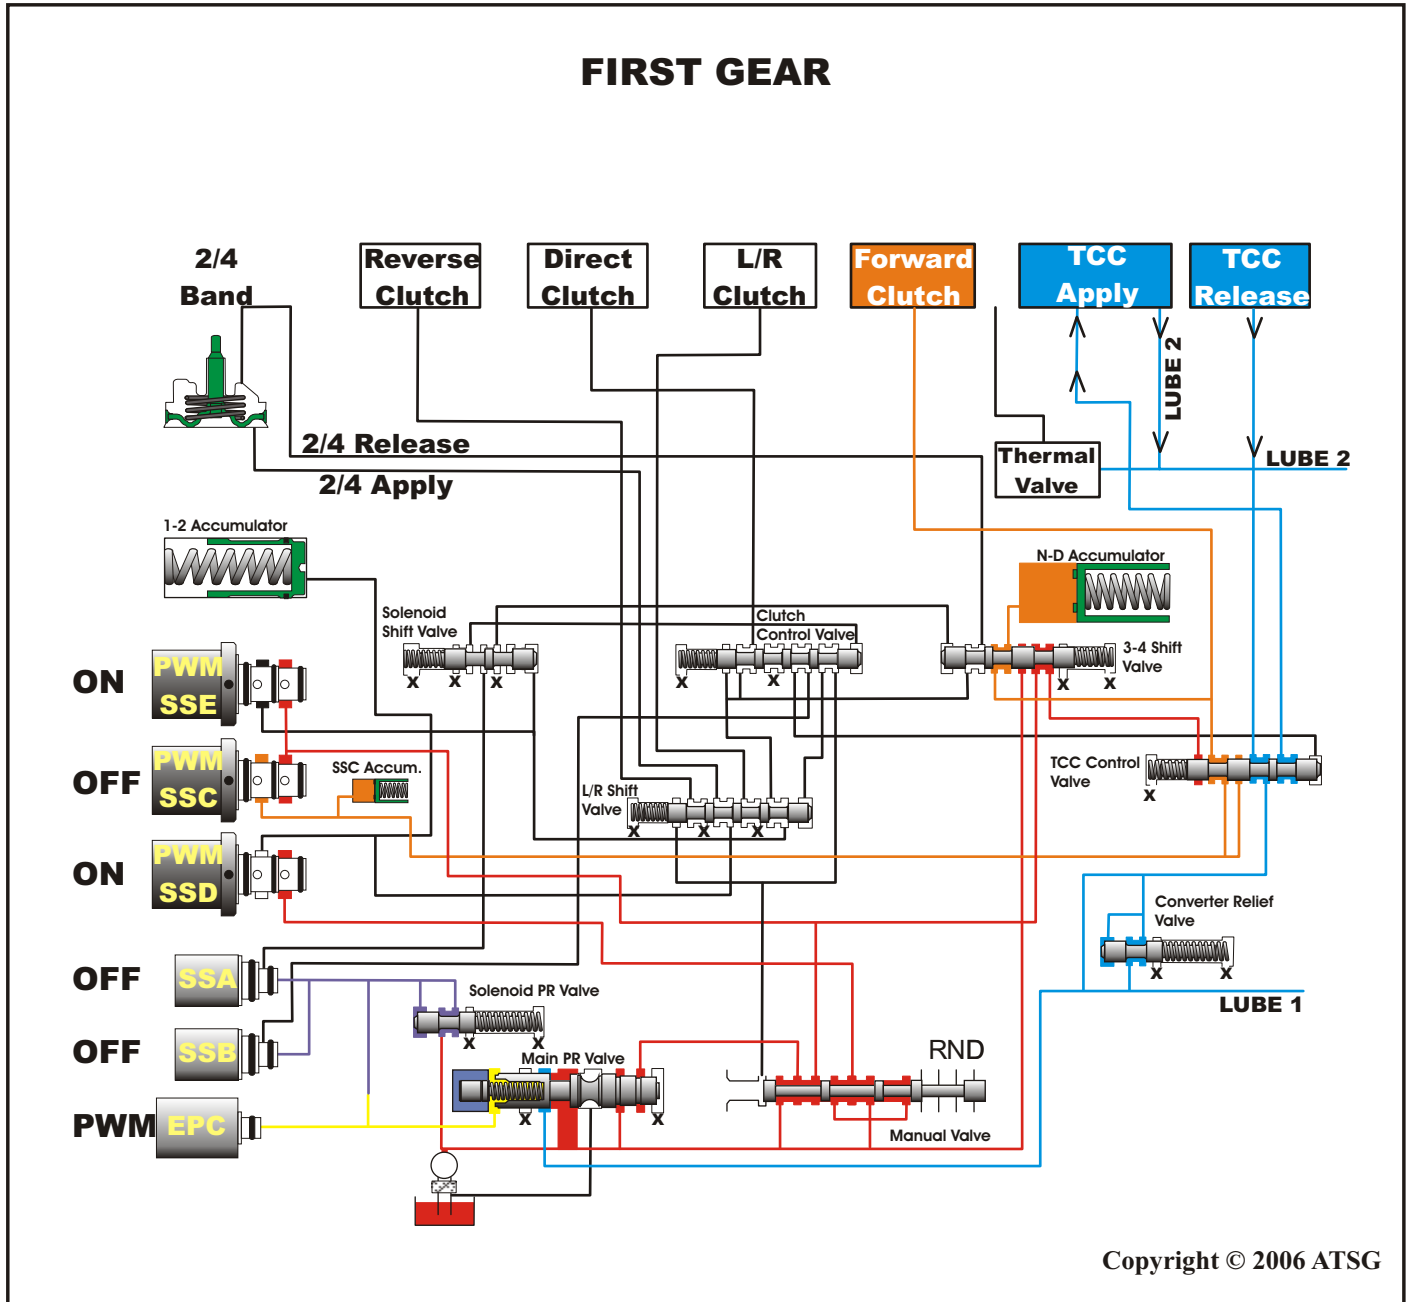 FIRST GEAR
2/4
Band
Reverse
Clutch
Direct
Clutch
L/R
Clutch
Forward
Clutch
TCC
Apply
TCC
Release
LUBE 2
2/4 Release
2/4 Apply
Thermal
Valve
LUBE 2
1-2 Accumulator
N-D Accumulator
Solenoid
Shift Valve
Clutch
Control Valve
3-4 Shift
Valve
ON
PWM
SSE
X
X
X
X
X
X
X
OFF
PWM
SSC
SSC Accum.
L/R Shift
Valve
TCC Control
Valve
X
X
X
X
ON
PWM
SSD
Converter Relief
Valve
X
X
LUBE 1
OFF
SSA
Solenoid PR Valve
X
X
OFF
SSB
Main PR Valve
X
X
RND
Manual Valve
PWM
EPC
Copyright © 2006 ATSG